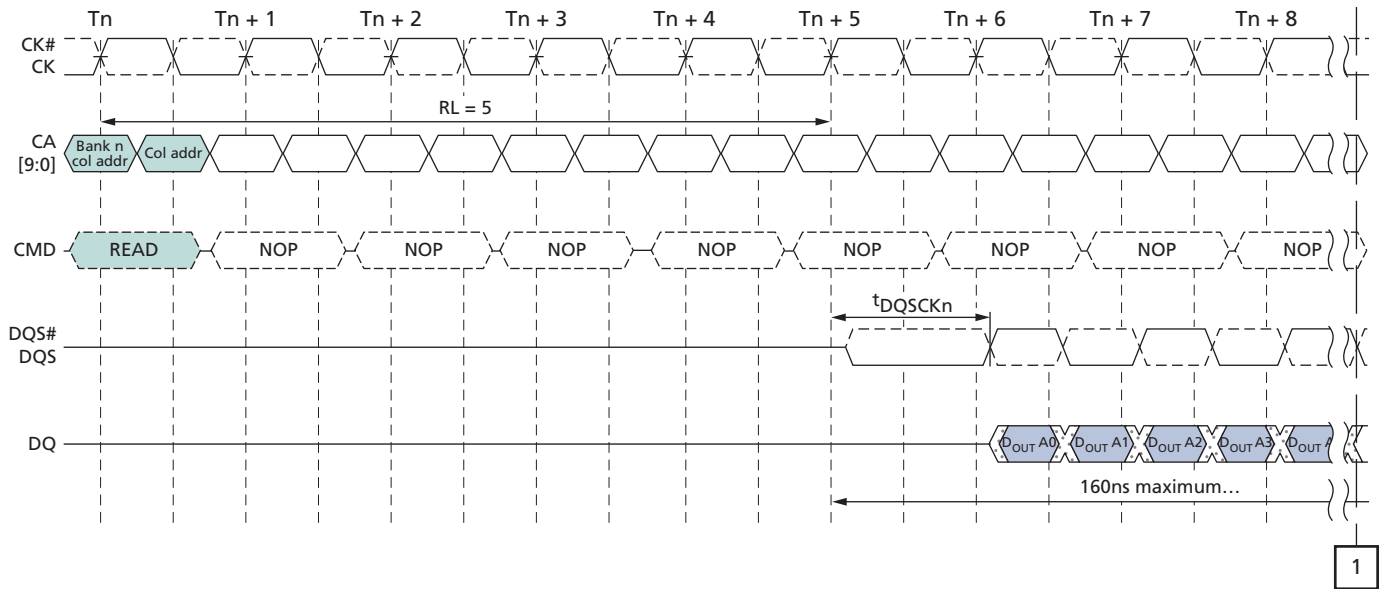 Tn Tn + 1 Tn + 2 Tn + 3 Tn + 4 Tn + 5 Tn + 6 Tn + 7 Tn + 8
CK#
CK
RL = 5
CA
[9:0]
Bank n
col addr
Col addr
CMD READ NOP NOP NOP NOP NOP NOP NOP NOP
tDQSCKn
DQS#
DQS
DQ DOUT A0 DOUT A1 DOUT A2 DOUT A3 DOUT A
160ns maximum…
1